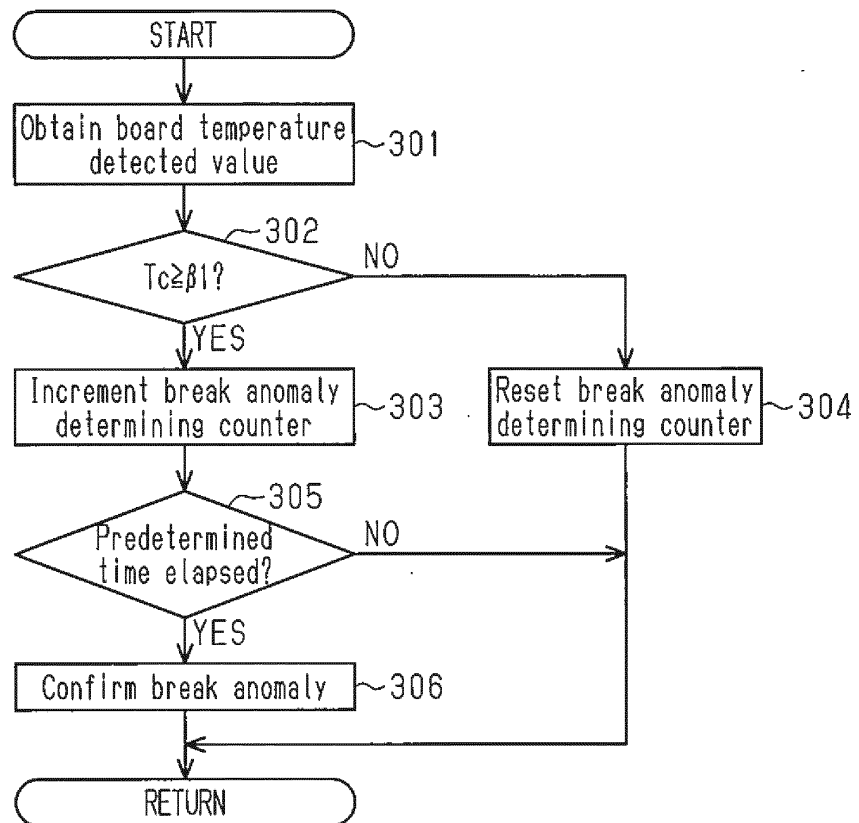 START
Obtain board temperature
detected value
301
302
Tc≧β1?
NO
YES
Increment break anomaly
determining counter
303
Reset break anomaly
determining counter
304
305
Predetermined
time elapsed?
NO
YES
Confirm break anomaly
306
RETURN